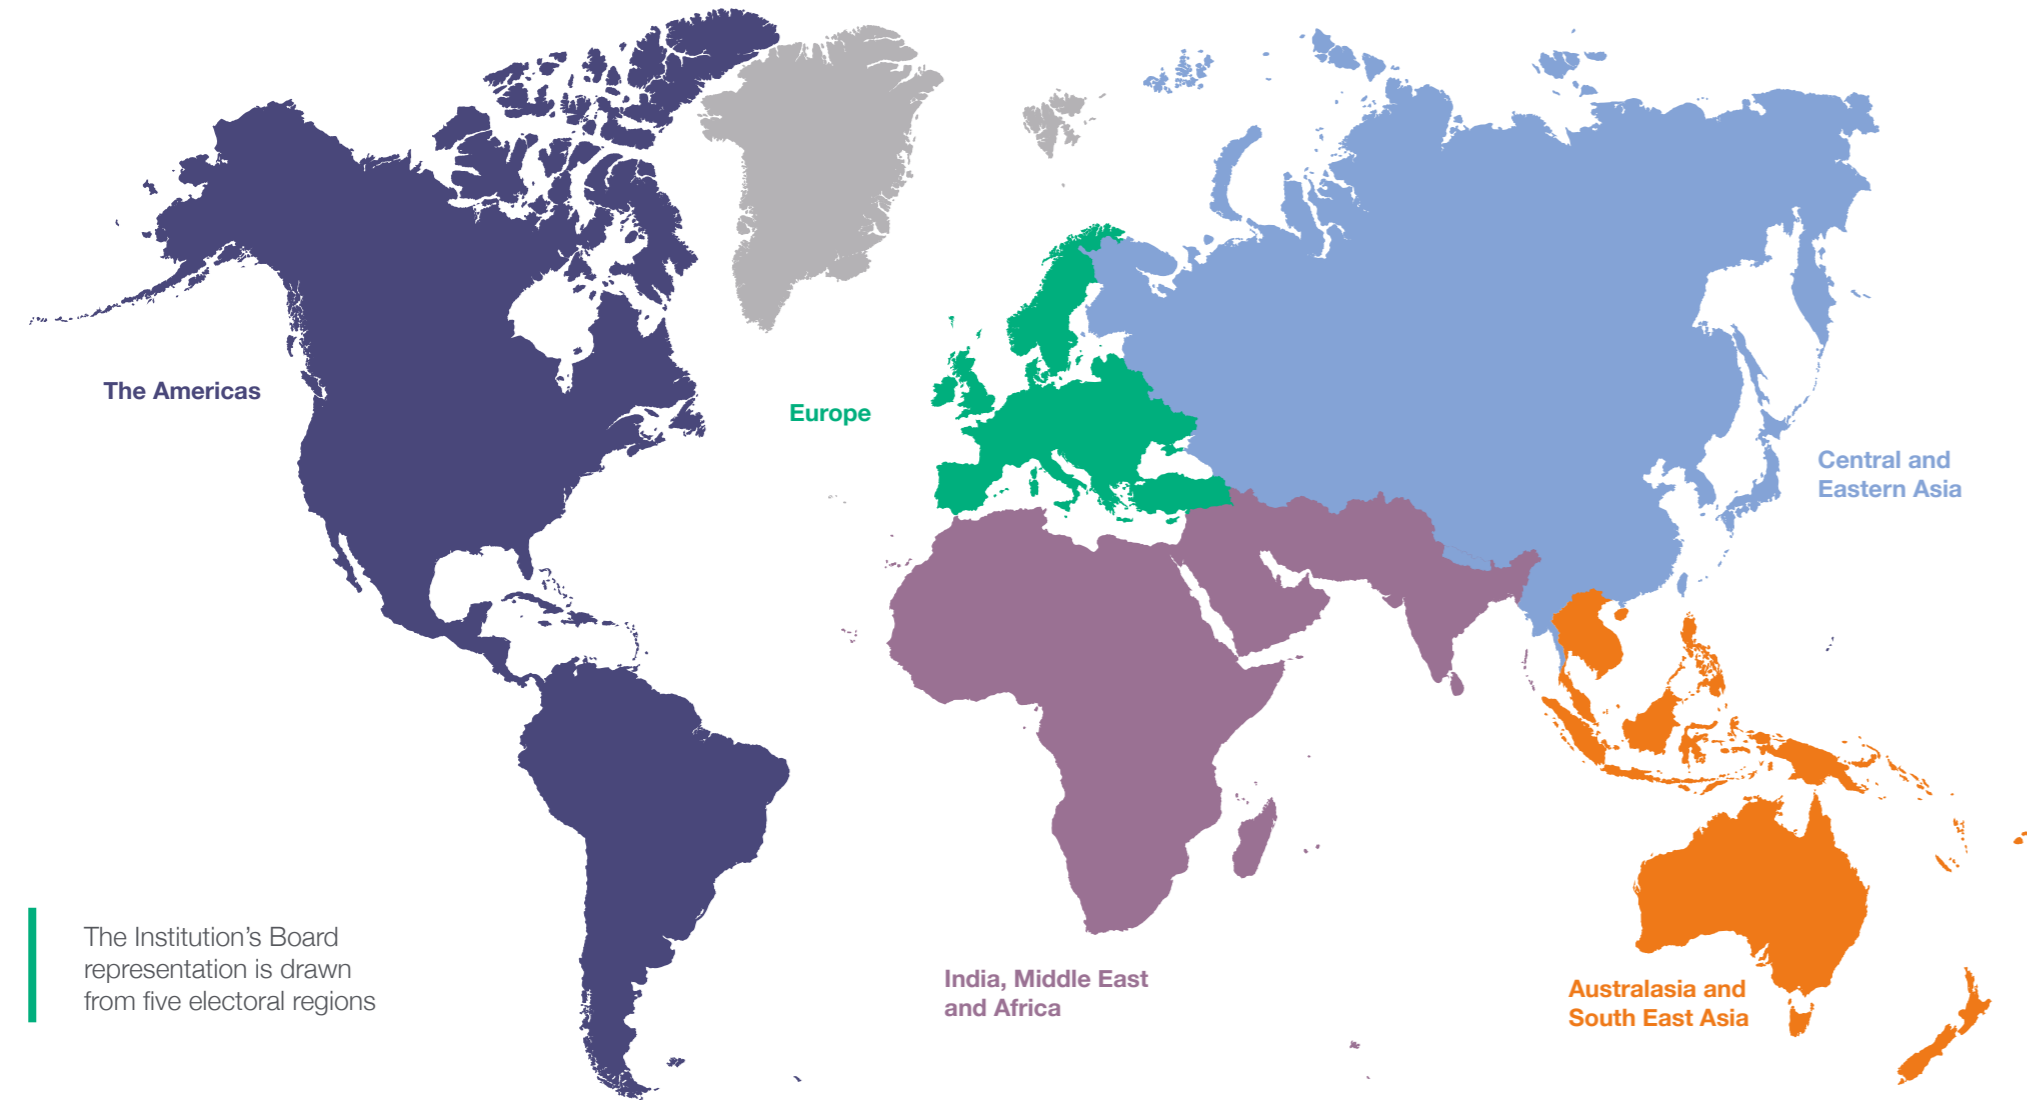 The Americas
Europe
Central and
Eastern Asia
The Institution’s Board
representation is drawn
from five electoral regions
India, Middle East
and Africa
Australasia and
South East Asia